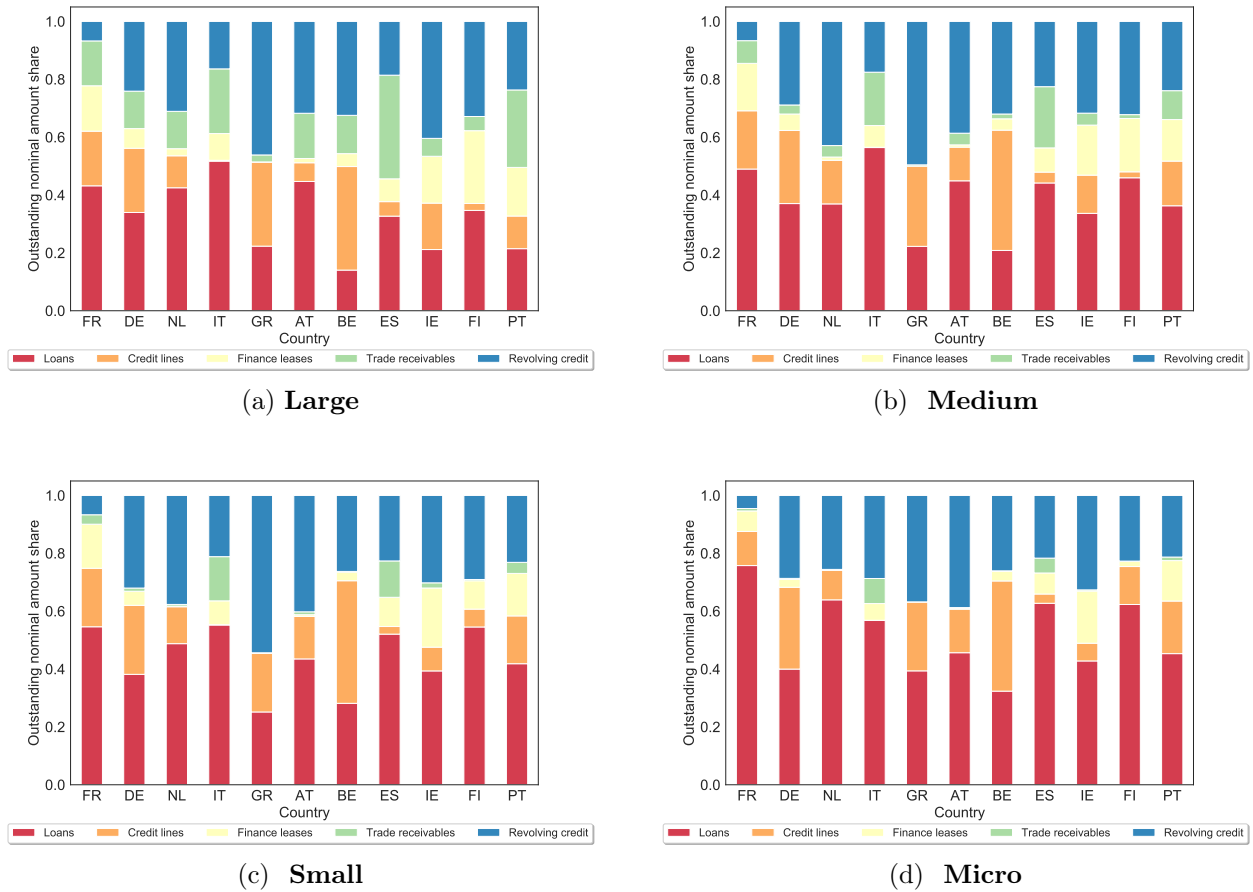 1.0
0.8
0.6
0.4
0.2
0.0
Outstanding nominal amount share
FR DE NL IT GR AT BE ES IE FI PT
Country
Loans Credit lines Finance leases Trade receivables Revolving credit
(a) Large
1.0
0.8
0.6
0.4
0.2
0.0
Outstanding nominal amount share
FR DE NL IT GR AT BE ES IE FI PT
Country
Loans Credit lines Finance leases Trade receivables Revolving credit
(b) Medium
1.0
0.8
0.6
0.4
0.2
0.0
Outstanding nominal amount share
FR DE NL IT GR AT BE ES IE FI PT
Country
Loans Credit lines Finance leases Trade receivables Revolving credit
(c) Small
1.0
0.8
0.6
0.4
0.2
0.0
Outstanding nominal amount share
FR DE NL IT GR AT BE ES IE FI PT
Country
Loans Credit lines Finance leases Trade receivables Revolving credit
(d) Micro